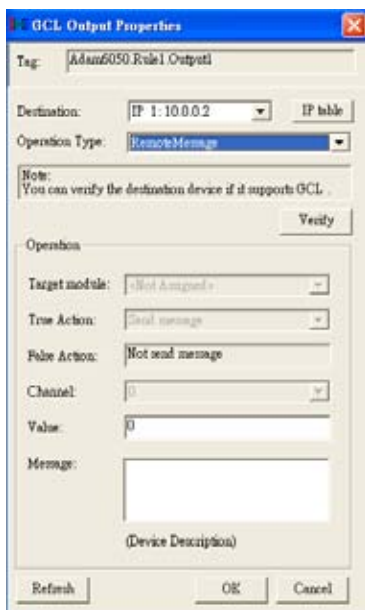 GCL Output Properties
Tag: Adam6050.Rule1.Output1
Destination: IP 1: 10.0.0.2 IP table
Operation Type: RemoteMessage
Note:
You can verify the destination device if it supports GCL .
Verify
Operation
Target module: <Not Assigned>
True Action: Send message
False Action: Not send message
Channel: 0
Value: 0
Message:
(Device Description)
Refresh OK Cancel